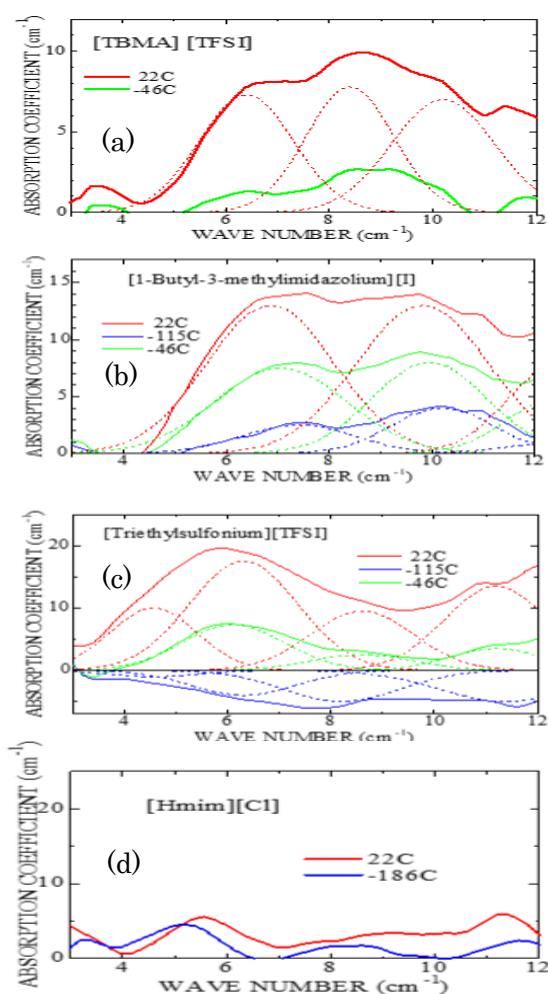 [TBMA] [TFSI]
22C
-46C
(a)
10
5
0
4 6 8 10 12
ABSORPTION COEFFICIENT (cm⁻¹)
WAVE NUMBER (cm⁻¹)
[1-Butyl-3-methylimidazolium][I]
22C
-115C
-46C
(b)
15
10
5
0
4 6 8 10 12
ABSORPTION COEFFICIENT (cm⁻¹)
WAVE NUMBER (cm⁻¹)
[Triethylsulfonium][TFSI]
22C
-115C
-46C
(c)
20
10
0
4 6 8 10 12
ABSORPTION COEFFICIENT (cm⁻¹)
WAVE NUMBER (cm⁻¹)
[Hmim][Cl]
22C
-186C
(d)
20
10
0
4 6 8 10 12
ABSORPTION COEFFICIENT (cm⁻¹)
WAVE NUMBER (cm⁻¹)